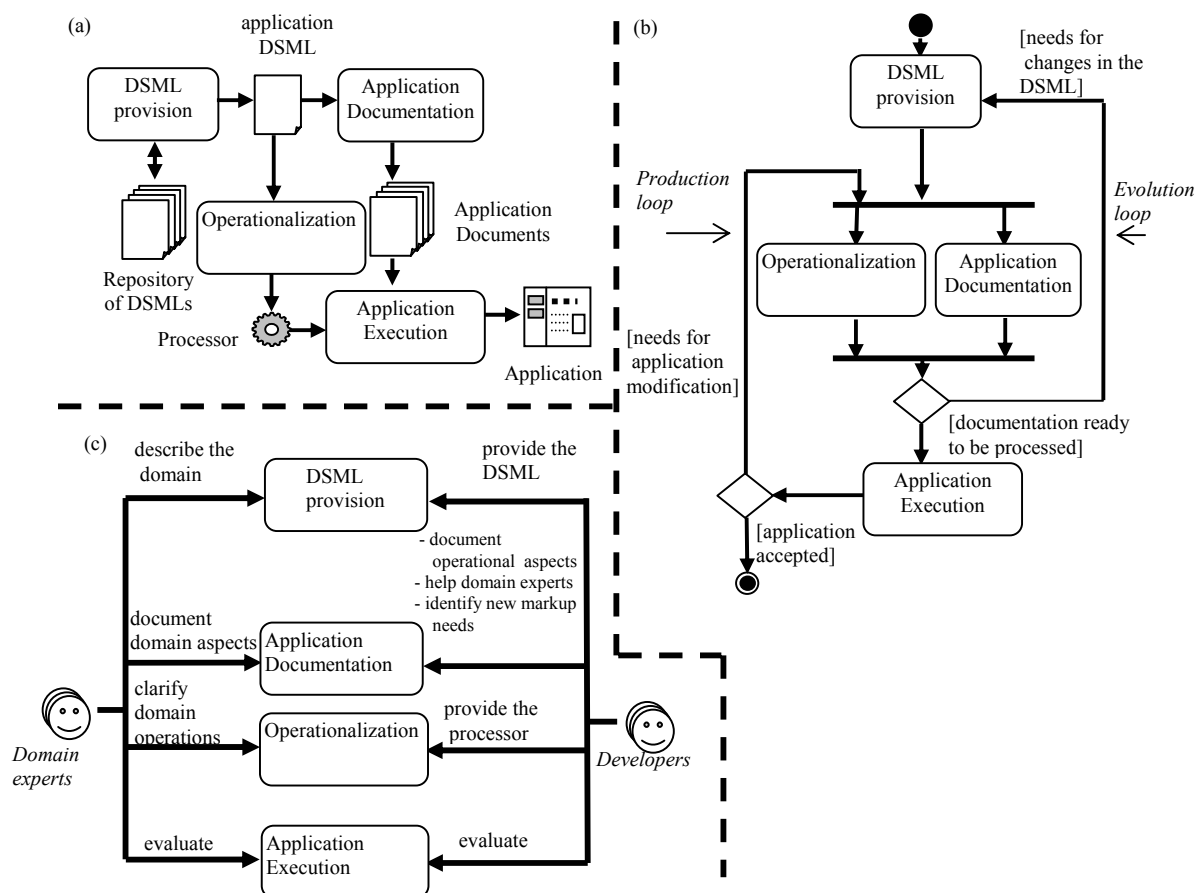 (a)
application
DSML
DSML
provision
Application
Documentation
Operationalization
Application
Documents
Repository
of DSMLs
Processor
Application
Execution
Application
(b)
[needs for
changes in the
DSML]
DSML
provision
Production
loop
Evolution
loop
Operationalization
Application
Documentation
[needs for
application
modification]
[documentation ready
to be processed]
Application
Execution
[application
accepted]
(c)
describe the
domain
provide the
DSML
DSML
provision
- document
operational aspects
- help domain experts
- identify new markup
needs
document
domain aspects
Application
Documentation
clarify
domain
operations
Operationalization
provide the
processor
Domain
experts
Developers
evaluate
Application
Execution
evaluate